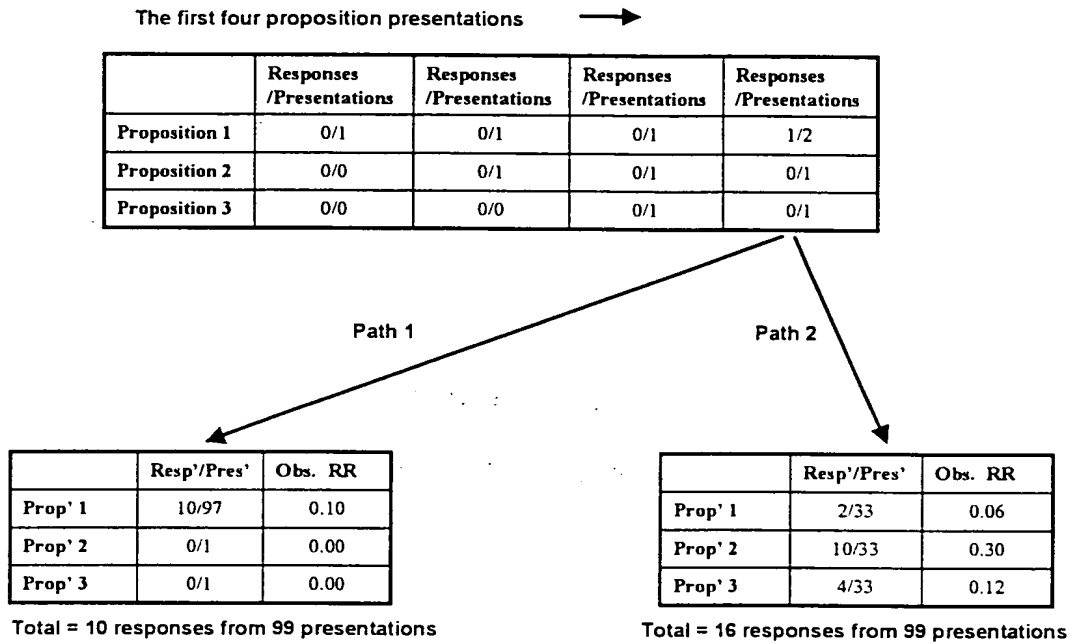 The first four proposition presentations
Responses /Presentations Responses /Presentations Responses /Presentations Responses /Presentations
Proposition 1 0/1 0/1 0/1 1/2
Proposition 2 0/0 0/1 0/1 0/1
Proposition 3 0/0 0/0 0/1 0/1
Path 1 Path 2
Resp'/Pres' Obs. RR
Prop' 1 10/97 0.10
Prop' 2 0/1 0.00
Prop' 3 0/1 0.00
Total = 10 responses from 99 presentations
Resp'/Pres' Obs. RR
Prop' 1 2/33 0.06
Prop' 2 10/33 0.30
Prop' 3 4/33 0.12
Total = 16 responses from 99 presentations